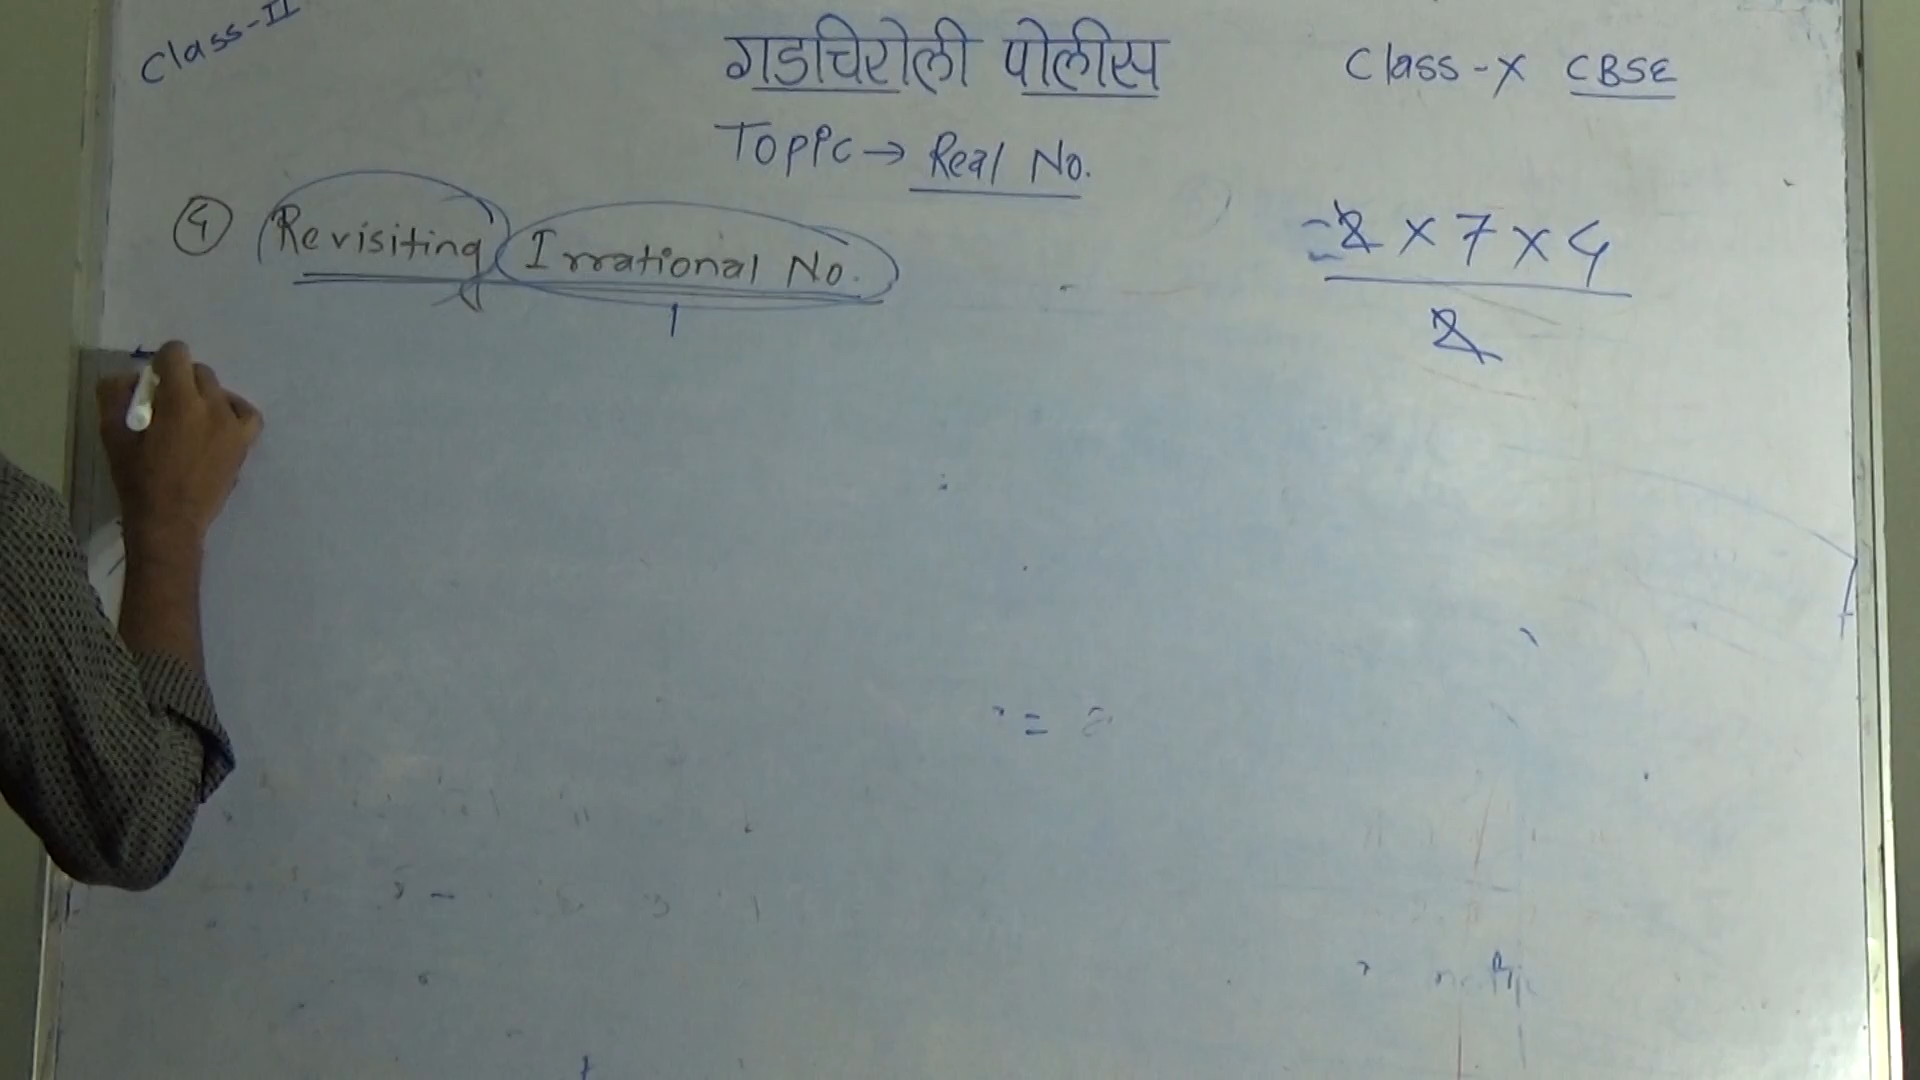 Class-II
गडचिरोली पोलीस
Class-X CBSE
Topic → Real No.
④ Revisiting Irrational No.
= 2 × 7 × 4
2